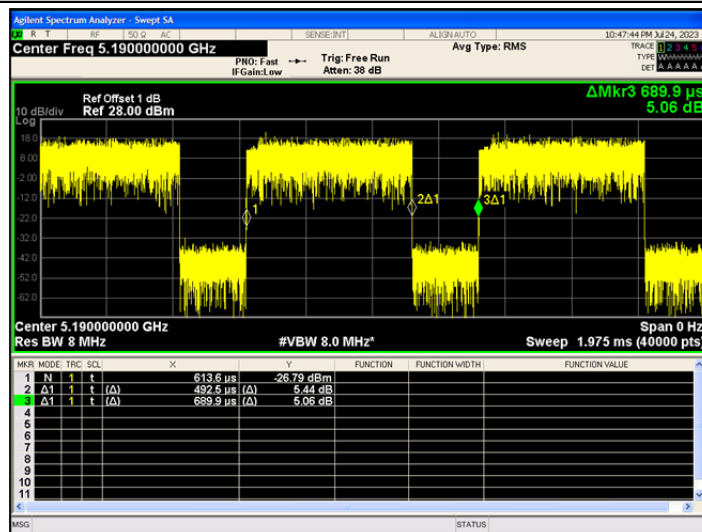 Agilent Spectrum Analyzer - Swept SA
R T RF 50 Ω AC SENSE:INT ALIGN AUTO 10:47:44 PM Jul 24, 2023
Center Freq 5.190000000 GHz Avg Type: RMS TRACE 1 2 3 4 5
PNO: Fast Trig: Free Run TYPE
IFGain:Low Atten: 38 dB DET A A A A A
ΔMkr3 689.9 µs
5.06 dB
Ref Offset 1 dB
10 dB/div Ref 28.00 dBm
Log
18.0
8.00
-2.00
-12.0
-22.0
-32.0
-42.0
-52.0
-62.0
1
2Δ1
3Δ1
Center 5.190000000 GHz Span 0 Hz
Res BW 8 MHz #VBW 8.0 MHz* Sweep 1.975 ms (40000 pts)
MKR MODE TRC SCL X Y FUNCTION FUNCTION WIDTH FUNCTION VALUE
1 N 1 t 613.6 µs -26.79 dBm
2 Δ1 1 t (Δ) 492.5 µs (Δ) 5.44 dB
3 Δ1 1 t (Δ) 689.9 µs (Δ) 5.06 dB
4
5
6
7
8
9
10
11
MSG STATUS